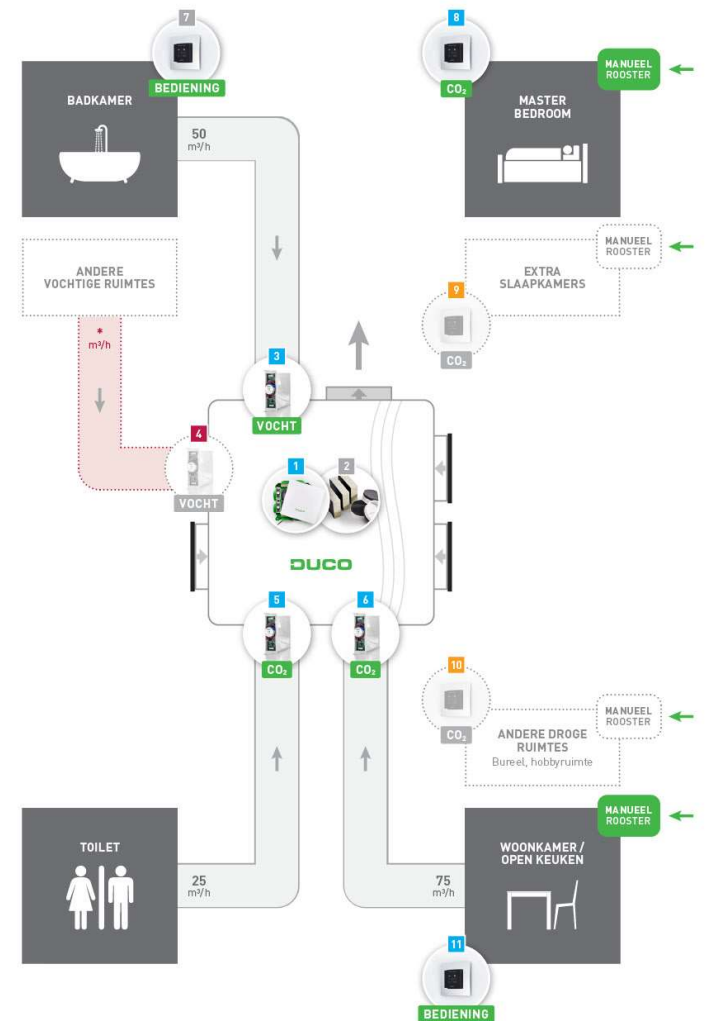 7
BEDIENING
BADKAMER
50
m³/h
8
CO₂
MANUEEL
ROOSTER
MASTER
BEDROOM
ANDERE
VOCHTIGE RUIMTES
*
m³/h
MANUEEL
ROOSTER
EXTRA
SLAAPKAMERS
9
CO₂
3
VOCHT
4
VOCHT
1
2
DUCO
5
CO₂
6
CO₂
10
CO₂
MANUEEL
ROOSTER
ANDERE DROGE
RUIMTES
Bureel, hobbyruimte
TOILET
25
m³/h
75
m³/h
MANUEEL
ROOSTER
WOONKAMER /
OPEN KEUKEN
11
BEDIENING